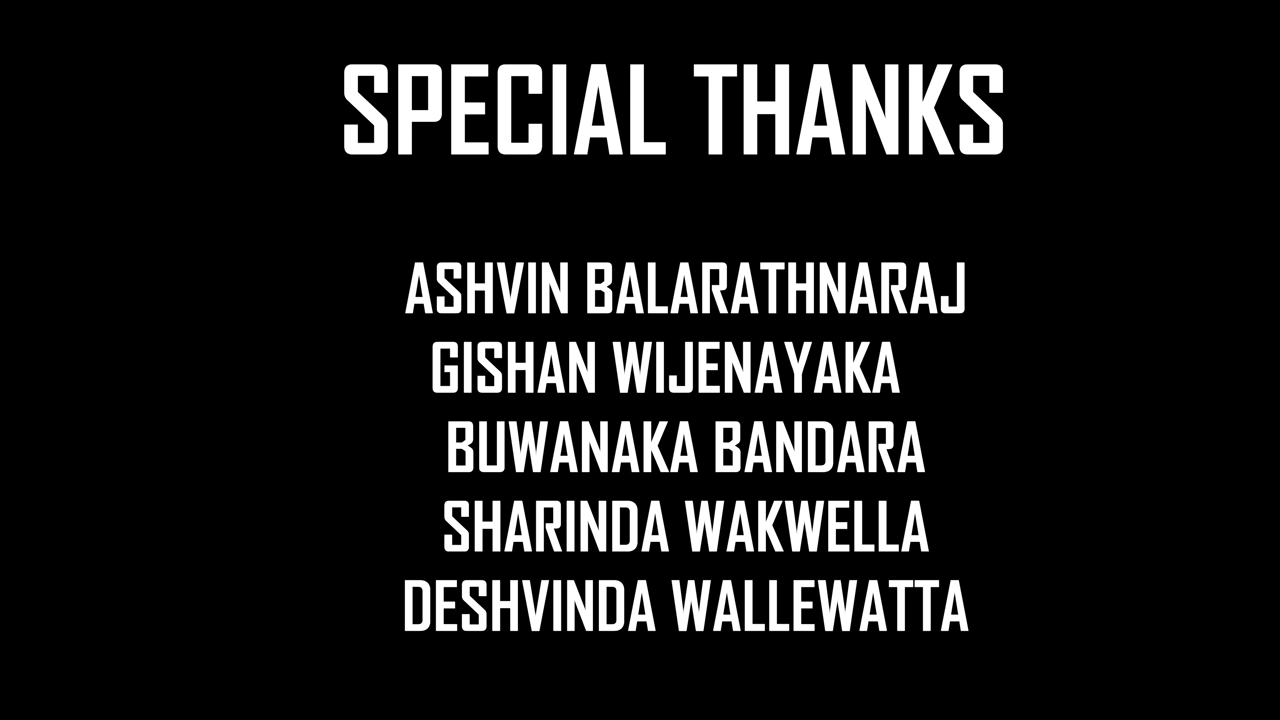 SPECIAL THANKS
ASHVIN BALARATHNARAJ
GISHAN WIJENAYAKA
BUWANAKA BANDARA
SHARINDA WAKWELLA
DESHVINDA WALLEWATTA